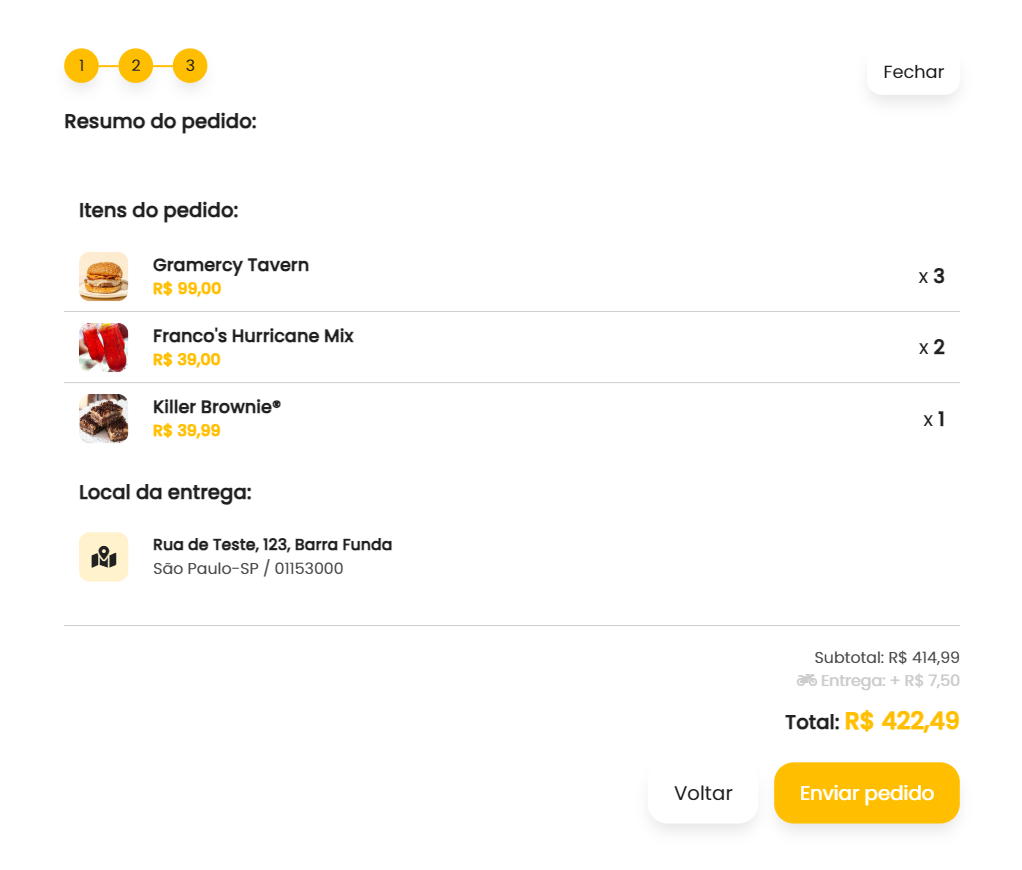 1 2 3
Fechar
Resumo do pedido:
Itens do pedido:
Gramercy Tavern
R$ 99,00
x 3
Franco's Hurricane Mix
R$ 39,00
x 2
Killer Brownie®
R$ 39,99
x 1
Local da entrega:
Rua de Teste, 123, Barra Funda
São Paulo-SP / 01153000
Subtotal: R$ 414,99
Entrega: + R$ 7,50
Total: R$ 422,49
Voltar
Enviar pedido